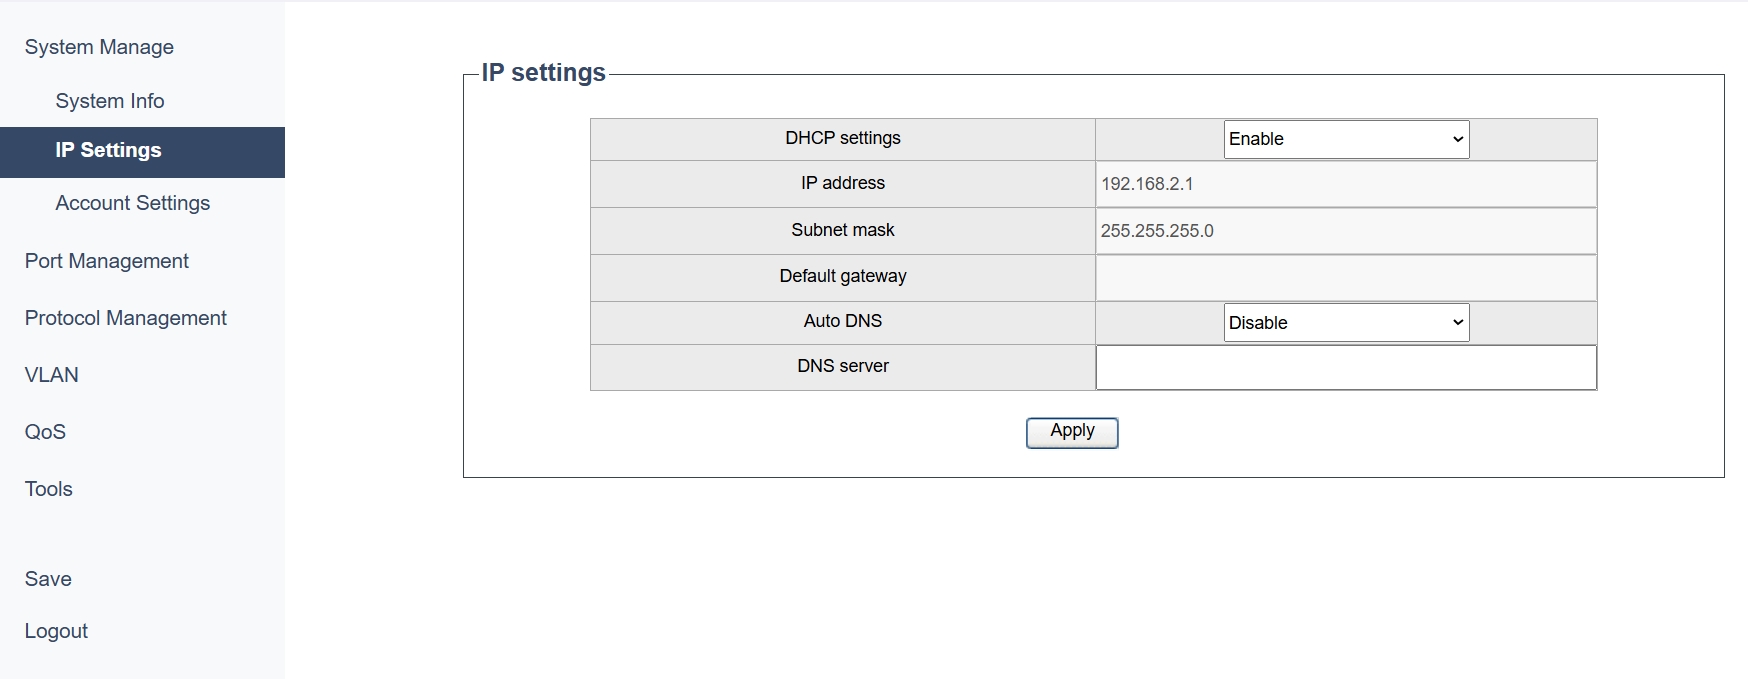 System Manage
System Info
IP Settings
Account Settings
Port Management
Protocol Management
VLAN
QoS
Tools
Save
Logout
IP settings
DHCP settings Enable
IP address 192.168.2.1
Subnet mask 255.255.255.0
Default gateway
Auto DNS Disable
DNS server
Apply